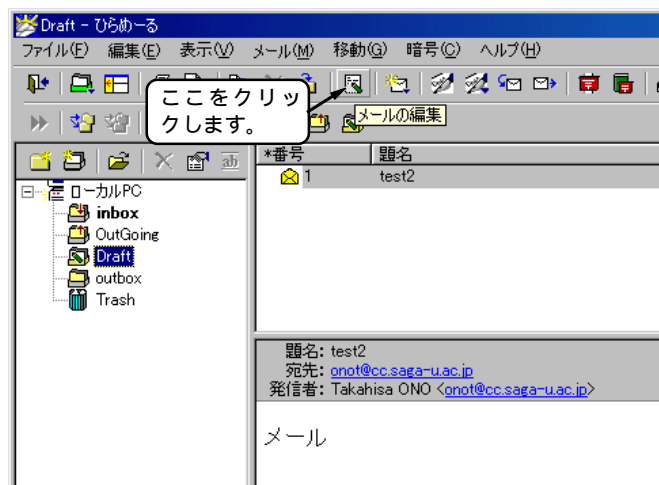 Draft - ひらめーる
ファイル(F) 編集(E) 表示(V) メール(M) 移動(G) 暗号(C) ヘルプ(H)
ここをクリッ
クします。
メールの編集
ab
*番号 題名
1 test2
ローカルPC
inbox
OutGoing
Draft
outbox
Trash
題名: test2
宛先: onot@cc.saga-u.ac.jp
発信者: Takahisa ONO <onot@cc.saga-u.ac.jp>
メール